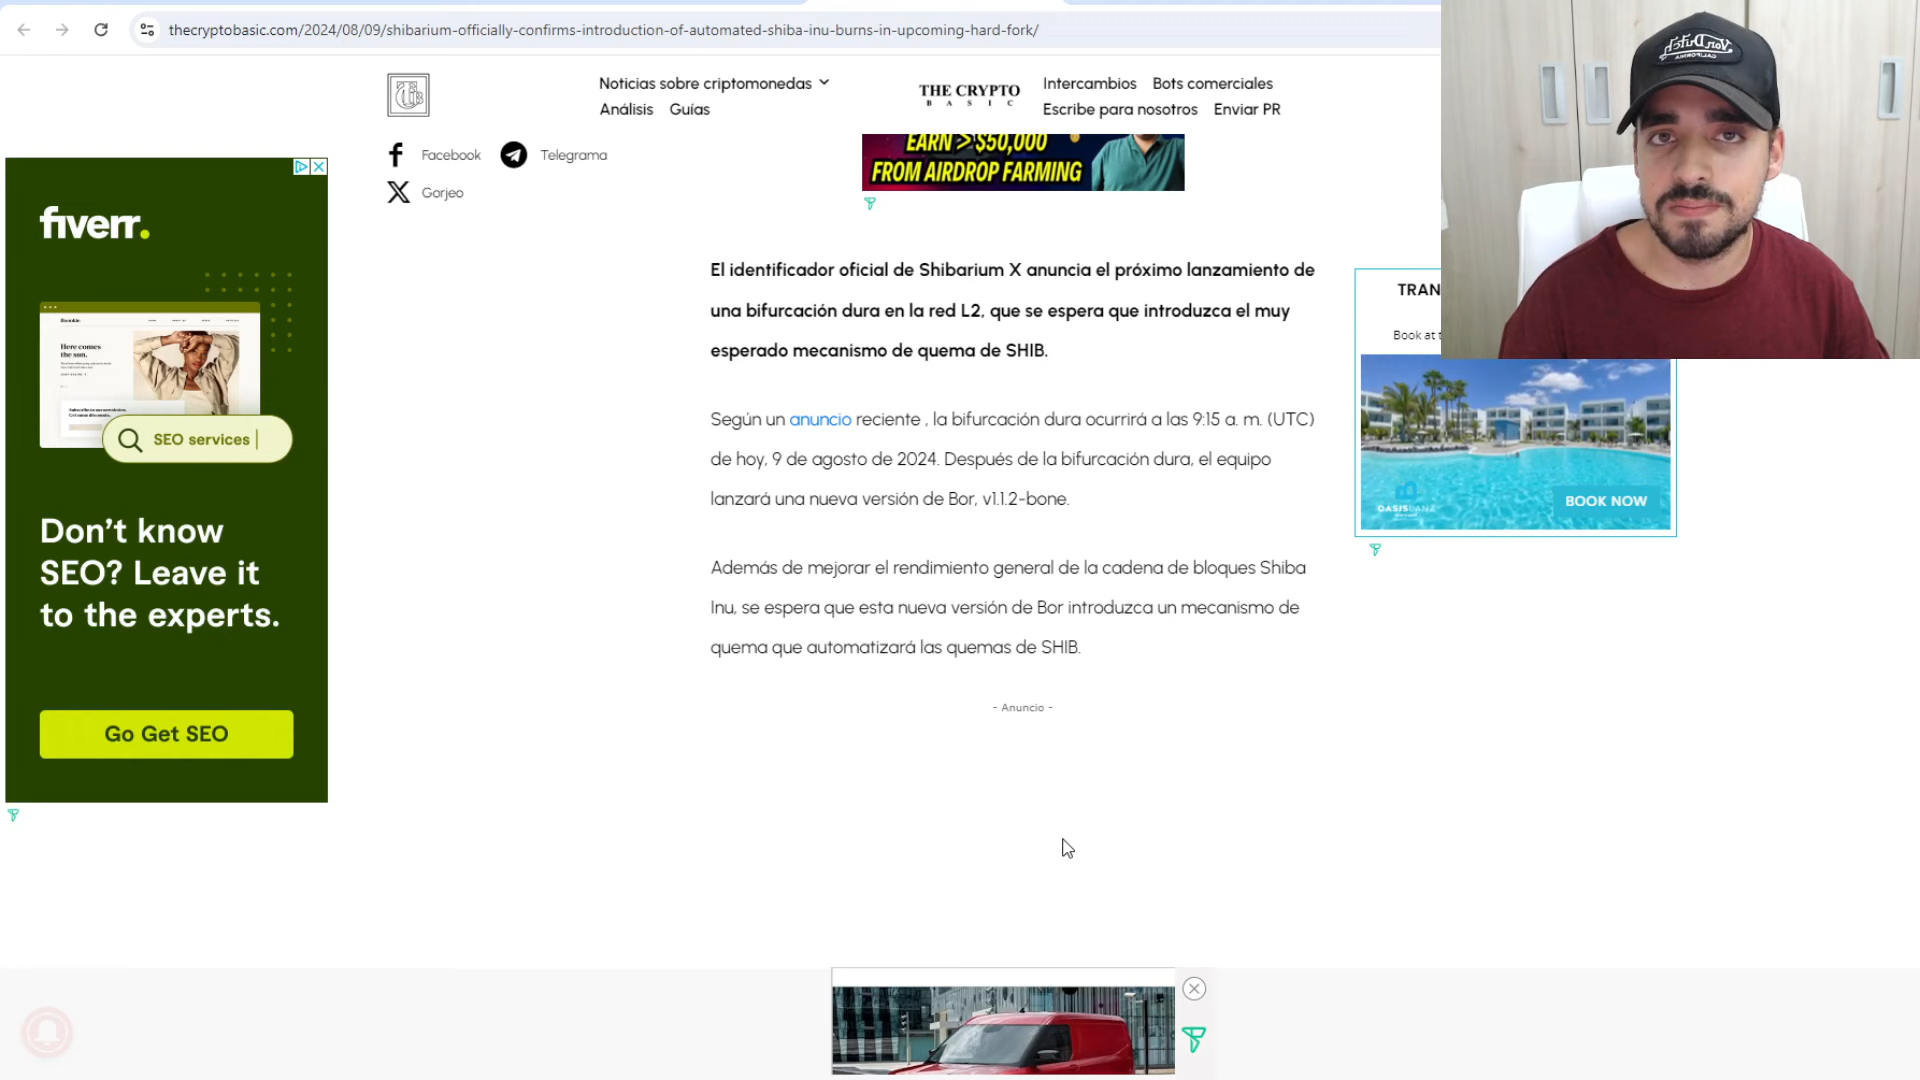 thecryptobasic.com/2024/08/09/shibarium-officially-confirms-introduction-of-automated-shiba-inu-burns-in-upcoming-hard-fork/
Noticias sobre criptomonedas
Análisis Guías
THE CRYPTO
BASIC
Intercambios Bots comerciales
Escribe para nosotros Enviar PR
Facebook Telegrama
Gorjeo
EARN > $50,000
FROM AIRDROP FARMING
Von Dutch
CALIFORNIA
fiverr.
Here comes
the sun.
SEO services
Don't know
SEO? Leave it
to the experts.
Go Get SEO
El identificador oficial de Shibarium X anuncia el próximo lanzamiento de
una bifurcación dura en la red L2, que se espera que introduzca el muy
esperado mecanismo de quema de SHIB.
Según un anuncio reciente , la bifurcación dura ocurrirá a las 9:15 a. m. (UTC)
de hoy, 9 de agosto de 2024. Después de la bifurcación dura, el equipo
lanzará una nueva versión de Bor, v1.1.2-bone.
Además de mejorar el rendimiento general de la cadena de bloques Shiba
Inu, se espera que esta nueva versión de Bor introduzca un mecanismo de
quema que automatizará las quemas de SHIB.
- Anuncio -
TRAN
Book at t
OASISLANZ
BOOK NOW